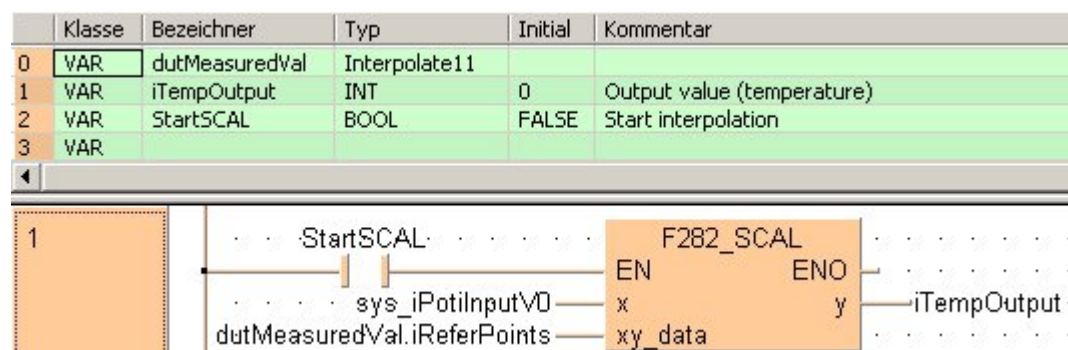 Klasse Bezeichner Typ Initial Kommentar
0 VAR dutMeasuredVal Interpolate11
1 VAR iTempOutput INT 0 Output value (temperature)
2 VAR StartSCAL BOOL FALSE Start interpolation
3 VAR
1 StartSCAL F282_SCAL
EN ENO
sys_iPotiInputV0 x y iTempOutput
dutMeasuredVal.iReferPoints xy_data